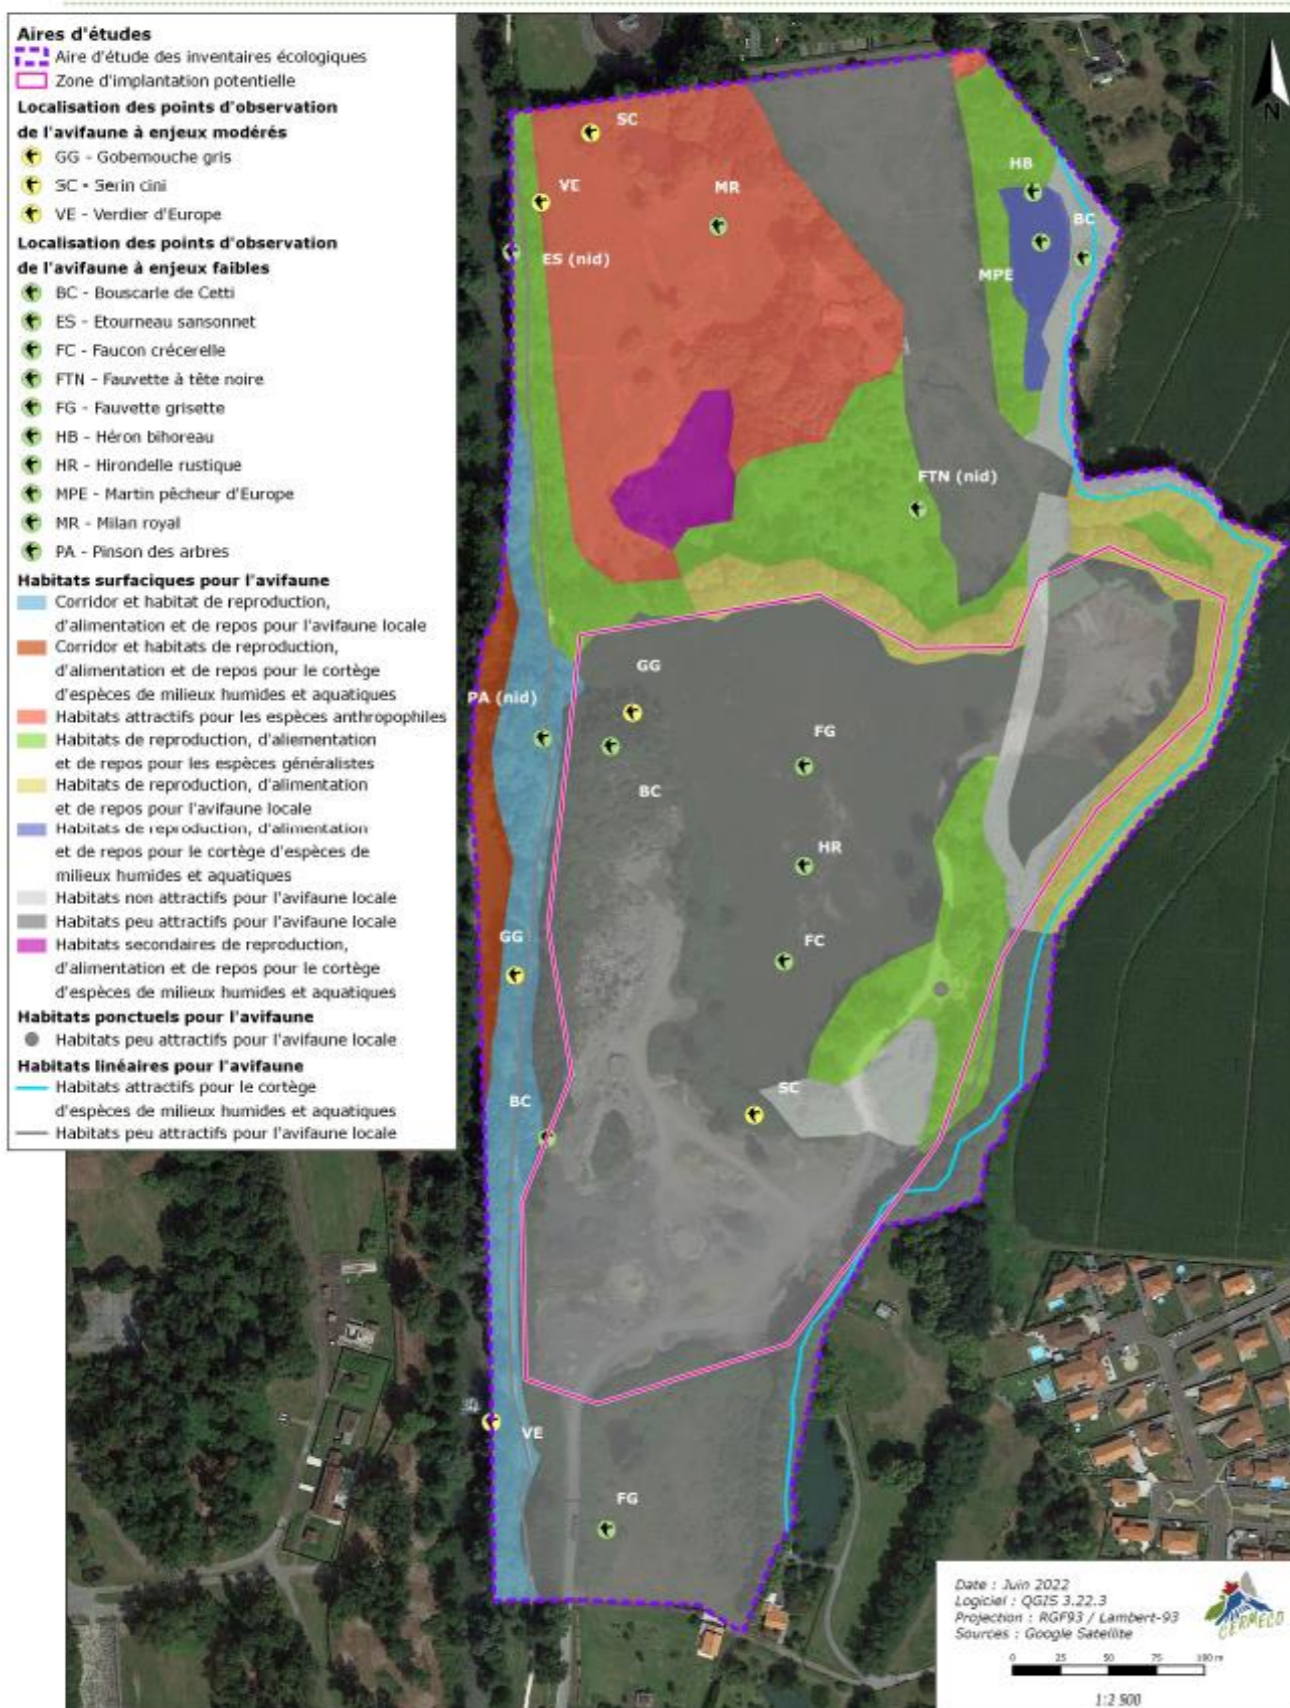 Aires d'études
Aire d'étude des inventaires écologiques
Zone d'implantation potentielle
Localisation des points d'observation
de l'avifaune à enjeux modérés
GG - Gobemouche gris
SC - Serin cini
VE - Verdier d'Europe
Localisation des points d'observation
de l'avifaune à enjeux faibles
BC - Bouscarle de Cetti
ES - Etourneau sansonnet
FC - Faucon crécerelle
FTN - Fauvette à tête noire
FG - Fauvette grisette
HB - Héron bihoreau
HR - Hirondelle rustique
MPE - Martin pêcheur d'Europe
MR - Milan royal
PA - Pinson des arbres
Habitats surfaciques pour l'avifaune
Corridor et habitat de reproduction,
d'alimentation et de repos pour l'avifaune locale
Corridor et habitats de reproduction,
d'alimentation et de repos pour le cortège
d'espèces de milieux humides et aquatiques
Habitats attractifs pour les espèces anthropophiles
Habitats de reproduction, d'aliementation
et de repos pour les espèces généralistes
Habitats de reproduction, d'alimentation
et de repos pour l'avifaune locale
Habitats de reproduction, d'alimentation
et de repos pour le cortège d'espèces de
milieux humides et aquatiques
Habitats non attractifs pour l'avifaune locale
Habitats peu attractifs pour l'avifaune locale
Habitats secondaires de reproduction,
d'alimentation et de repos pour le cortège
d'espèces de milieux humides et aquatiques
Habitats ponctuels pour l'avifaune
Habitats peu attractifs pour l'avifaune locale
Habitats linéaires pour l'avifaune
Habitats attractifs pour le cortège
d'espèces de milieux humides et aquatiques
Habitats peu attractifs pour l'avifaune locale
SC
N
HB
VE
MR
BC
ES (nid)
MPE
FTN (nid)
GG
PA (nid)
FG
BC
HR
GG
FC
SC
BC
VE
FG
Date : Juin 2022
Logiciel : QGIS 3.22.3
Projection : RGF93 / Lambert-93
Sources : Google Satellite
CERMECO
0 25 50 75 100 m
1:2 900